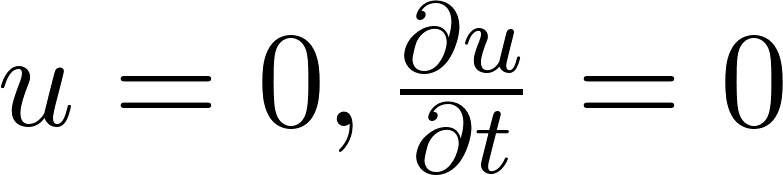 u = 0, ∂u/∂t = 0